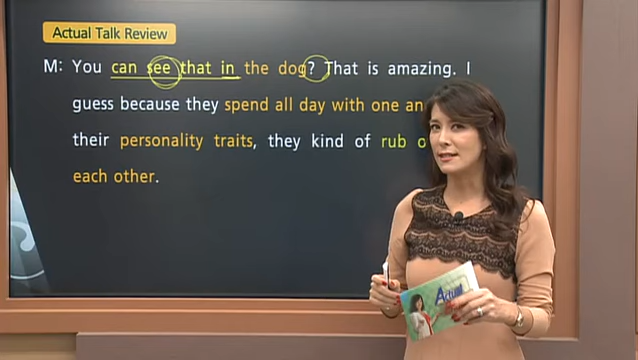 Actual Talk Review
M: You can see that in the dog? That is amazing. I
guess because they spend all day with one
their personality traits, they kind of rub
each other.
Actual